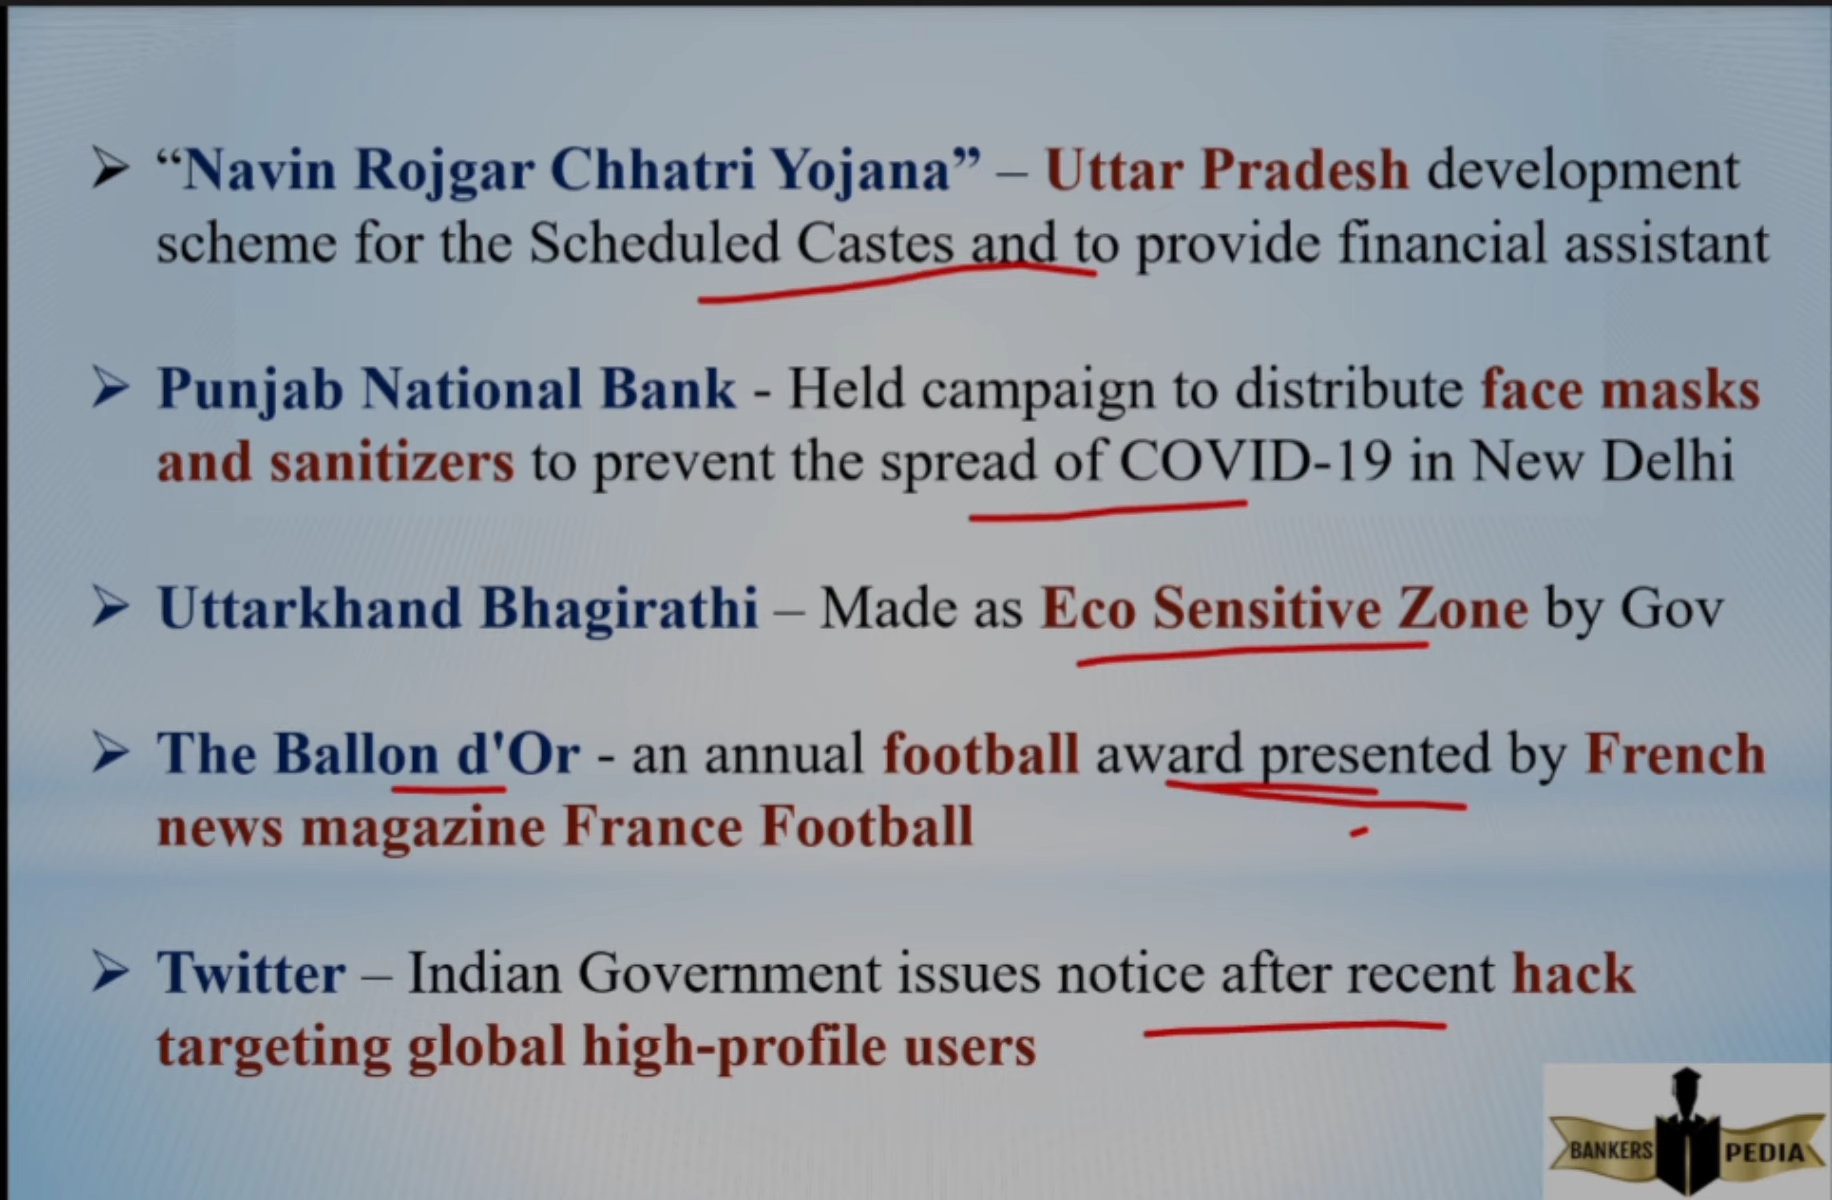 “Navin Rojgar Chhatri Yojana” – Uttar Pradesh development
scheme for the Scheduled Castes and to provide financial assistant
Punjab National Bank - Held campaign to distribute face masks
and sanitizers to prevent the spread of COVID-19 in New Delhi
Uttarkhand Bhagirathi – Made as Eco Sensitive Zone by Gov
The Ballon d'Or - an annual football award presented by French
news magazine France Football
Twitter – Indian Government issues notice after recent hack
targeting global high-profile users
BANKERS PEDIA